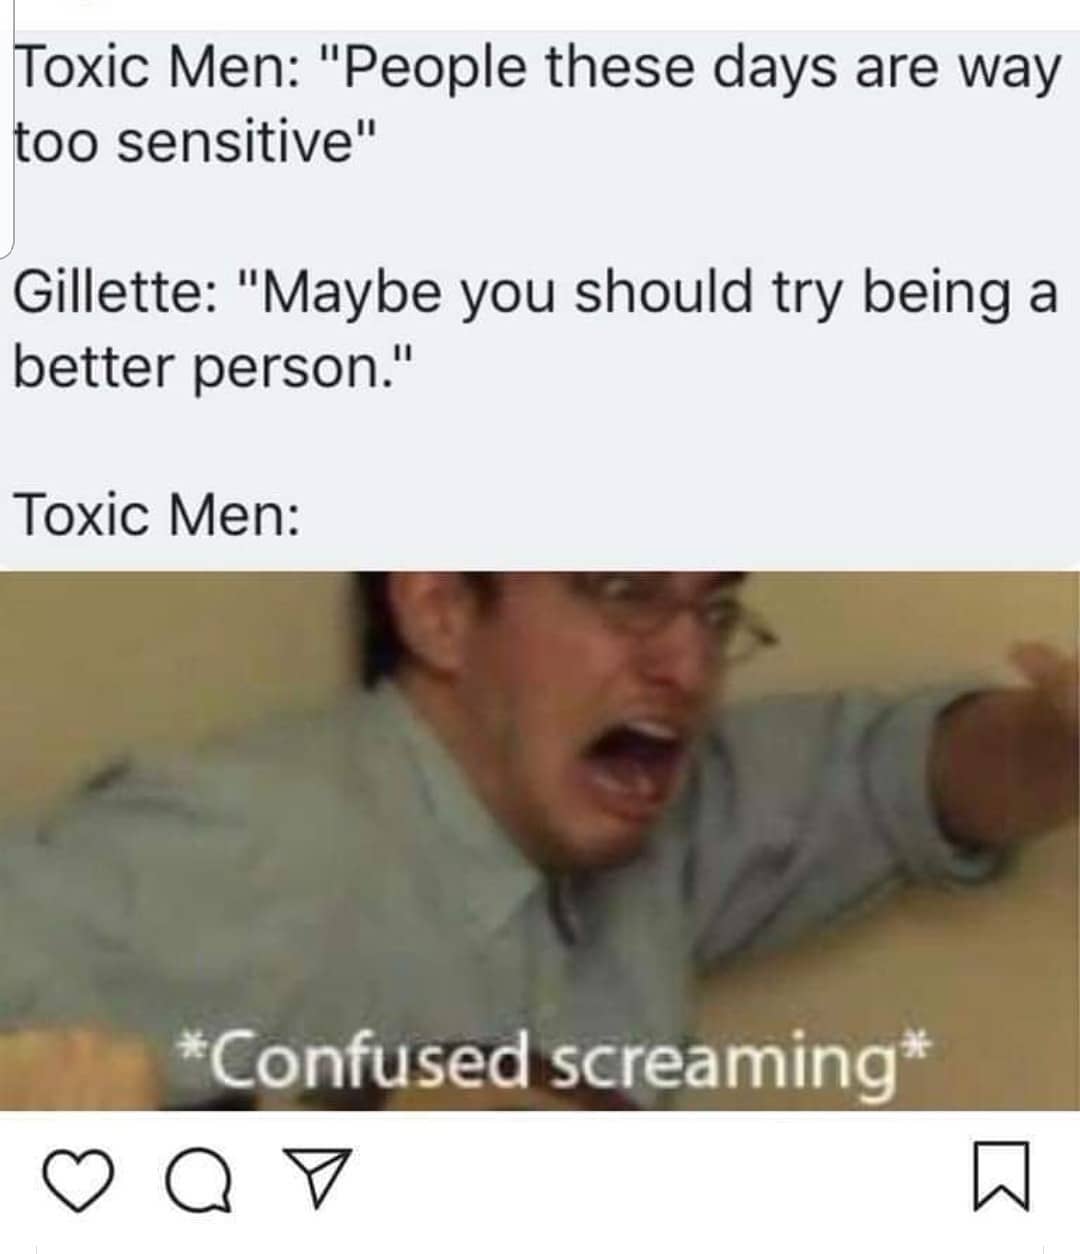 Toxic Men: "People these days are way
too sensitive"
Gillette: "Maybe you should try being a
better person."
Toxic Men:
*Confused screaming*